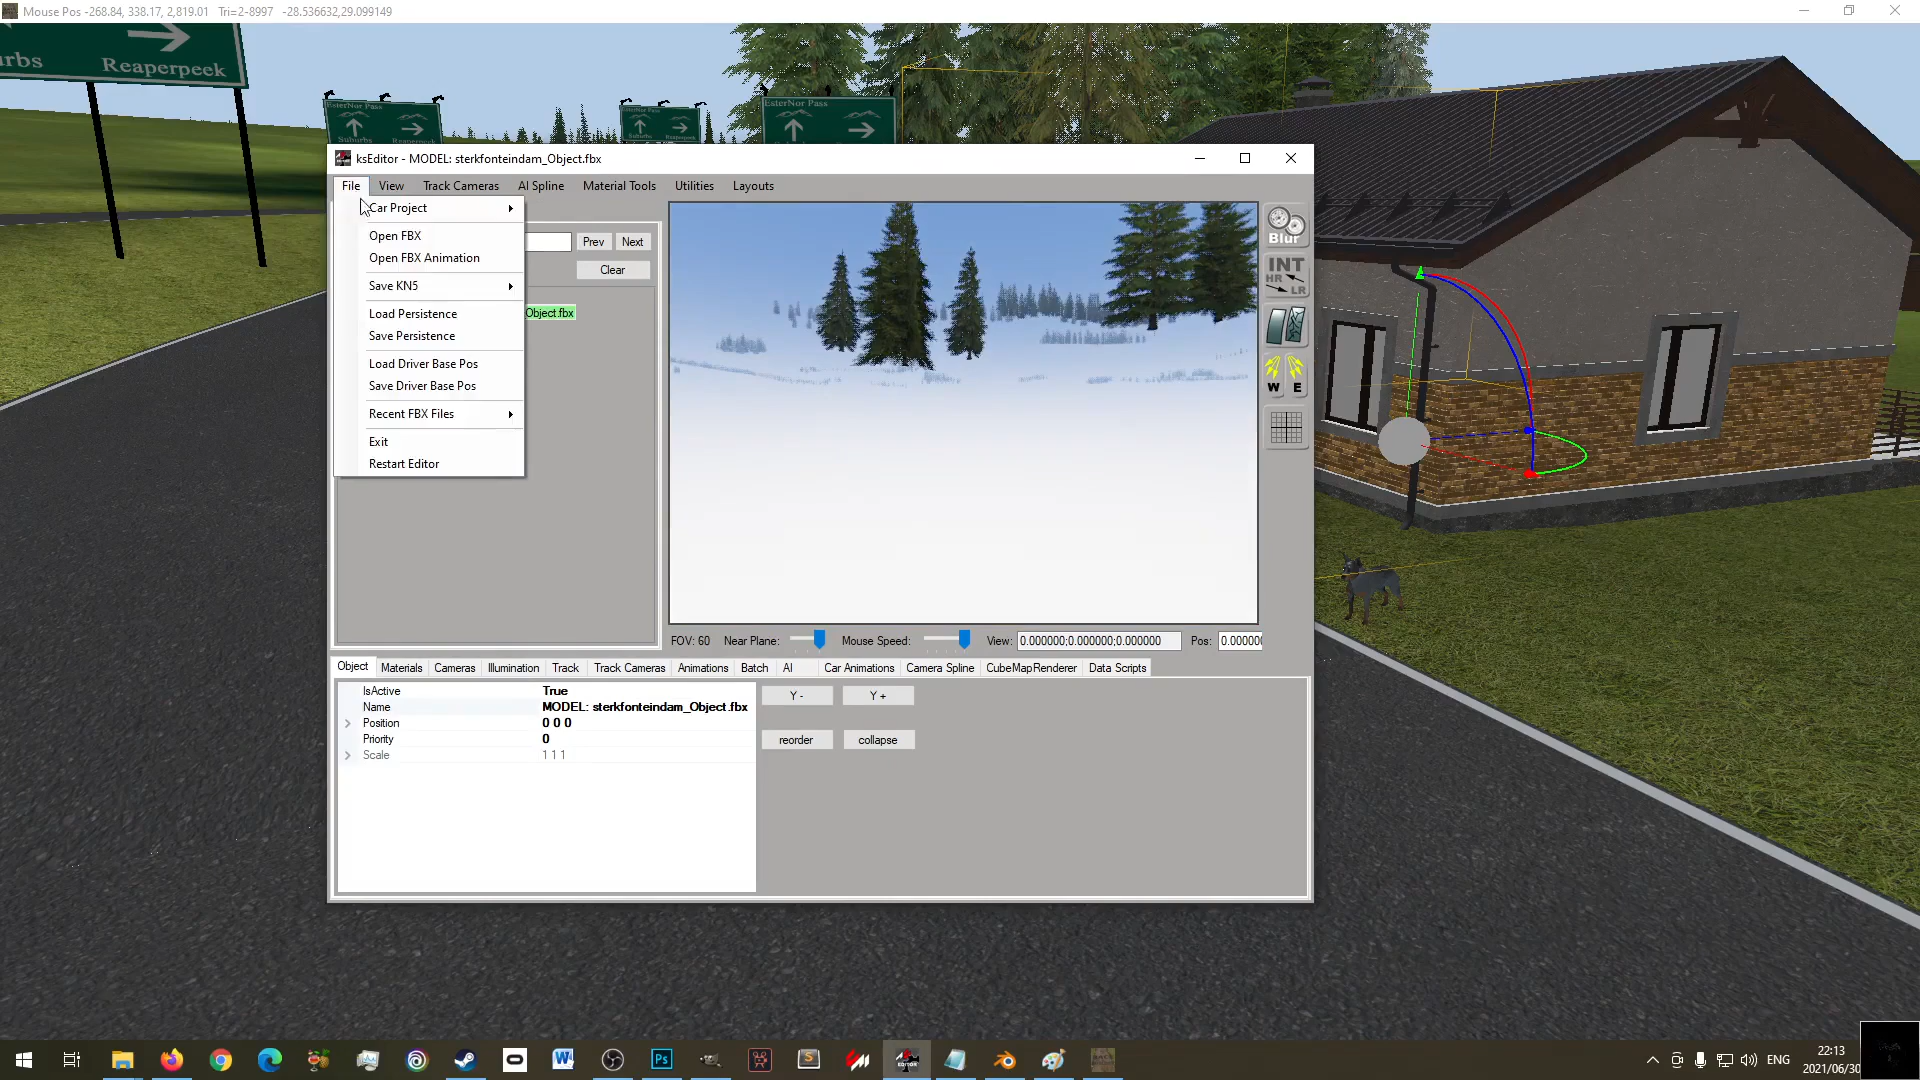 Mouse Pos -268.84, 338.17, 2,819.01   Tri=2-8997   -28.536632,29.099149
rbs
Reaperpeek
EsterNor Pass
Suburbs
Reaperpeek
EsterNor Pass
ksEditor - MODEL: sterkfonteindam_Object.fbx
File View Track Cameras AI Spline Material Tools Utilities Layouts
Car Project
Open FBX
Open FBX Animation
Save KN5
Load Persistence
Save Persistence
Load Driver Base Pos
Save Driver Base Pos
Recent FBX Files
Exit
Restart Editor
Prev Next
Clear
Object.fbx
Blur
INT
HR LR
W E
FOV: 60 Near Plane: Mouse Speed: View: 0.000000;0.000000;0.000000 Pos: 0.000000
Object Materials Cameras Illumination Track Track Cameras Animations Batch AI Car Animations Camera Spline CubeMapRenderer Data Scripts
IsActive True
Name MODEL: sterkfonteindam_Object.fbx
Position 0 0 0
Priority 0
Scale 1 1 1
Y - Y +
reorder collapse
ENG
22:13
2021/06/30